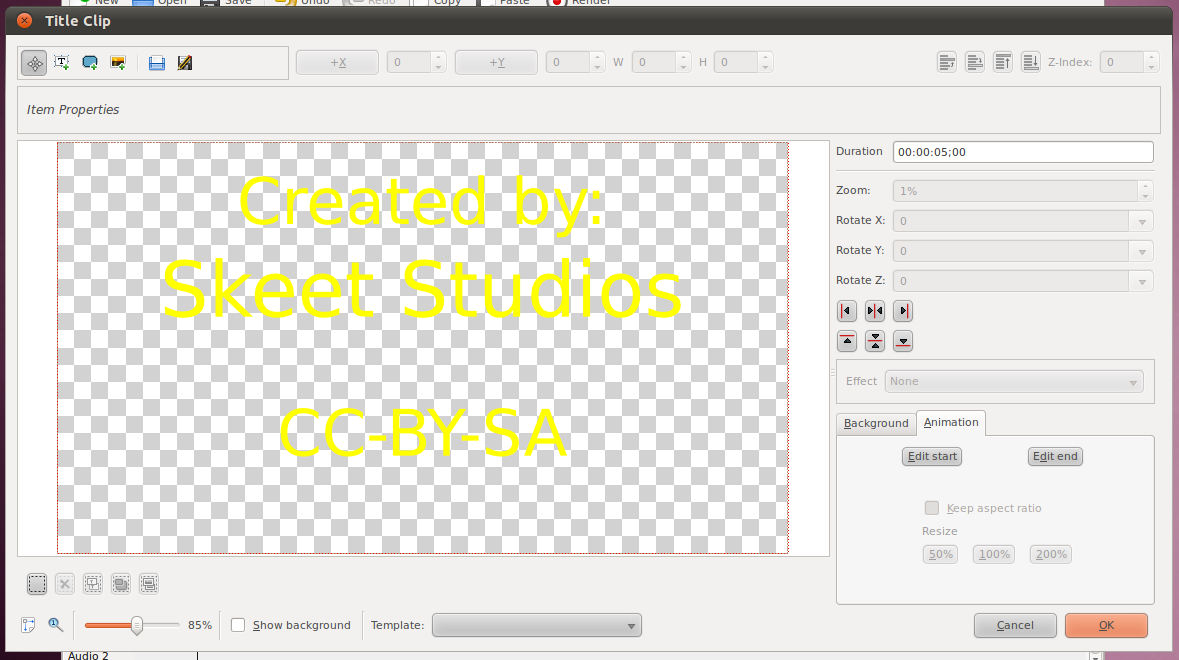 New Open Save Undo Redo Copy Paste Render
Title Clip
+X 0 +Y 0 W 0 H 0 Z-Index: 0
Item Properties
Created by:
Skeet Studios
CC-BY-SA
Duration 00:00:05;00
Zoom: 1%
Rotate X: 0
Rotate Y: 0
Rotate Z: 0
Effect None
Background Animation
Edit start Edit end
Keep aspect ratio
Resize
50% 100% 200%
85% Show background Template:
Cancel OK
Audio 2